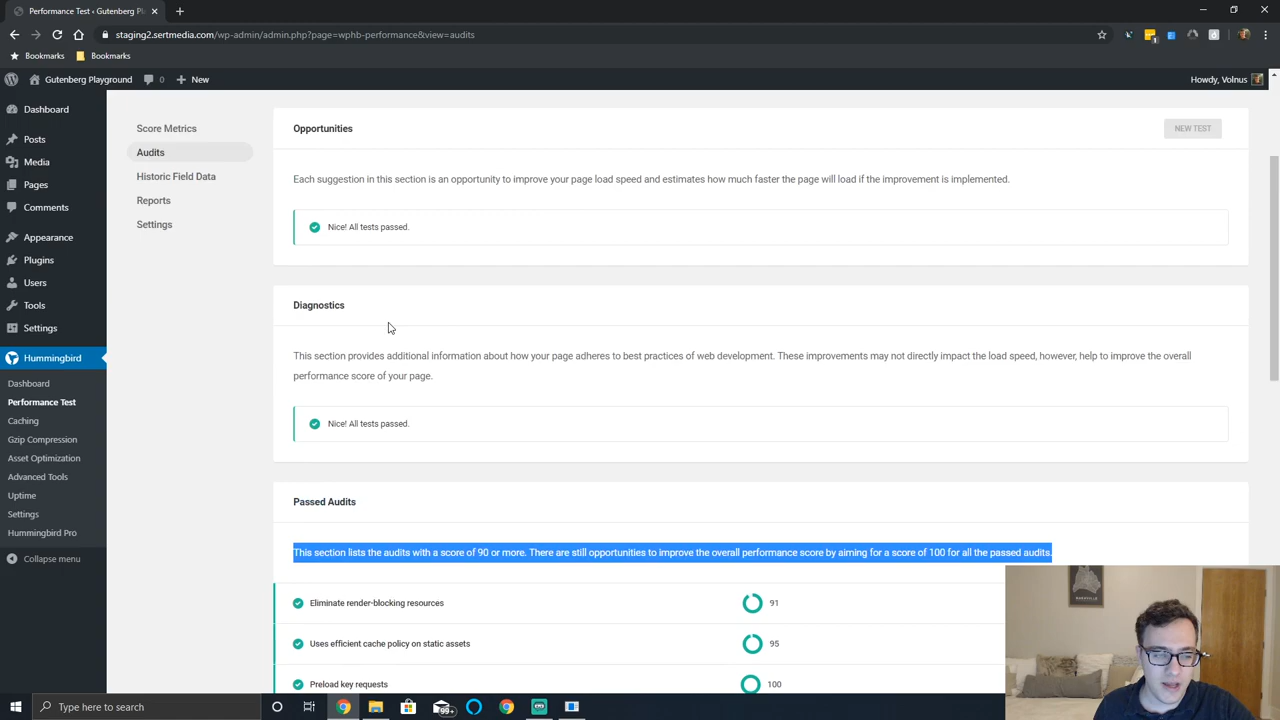 Performance Test ‹ Gutenberg Pl
staging2.sertmedia.com/wp-admin/admin.php?page=wphb-performance&view=audits
1
Bookmarks
Bookmarks
Gutenberg Playground
0
New
Howdy, Volnus
Dashboard
Posts
Media
Pages
Comments
Appearance
Plugins
Users
Tools
Settings
Hummingbird
Dashboard
Performance Test
Caching
Gzip Compression
Asset Optimization
Advanced Tools
Uptime
Settings
Hummingbird Pro
Collapse menu
Score Metrics
Audits
Historic Field Data
Reports
Settings
Opportunities
NEW TEST
Each suggestion in this section is an opportunity to improve your page load speed and estimates how much faster the page will load if the improvement is implemented.
Nice! All tests passed.
Diagnostics
This section provides additional information about how your page adheres to best practices of web development. These improvements may not directly impact the load speed, however, help to improve the overall
performance score of your page.
Nice! All tests passed.
Passed Audits
This section lists the audits with a score of 90 or more. There are still opportunities to improve the overall performance score by aiming for a score of 100 for all the passed audits.
Eliminate render-blocking resources
91
Uses efficient cache policy on static assets
95
Preload key requests
100
Type here to search
99+